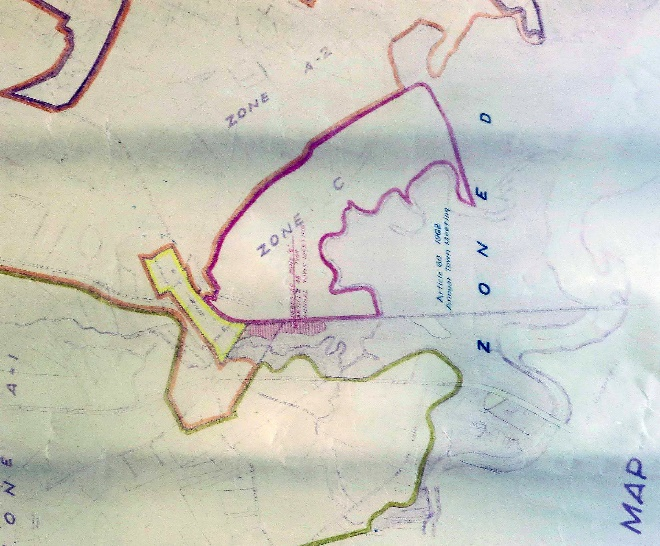 ZONE A-2
ZONE C
Article 60 1968
Annual Town Meeting
ZONE D
ZONE A-1
MAP